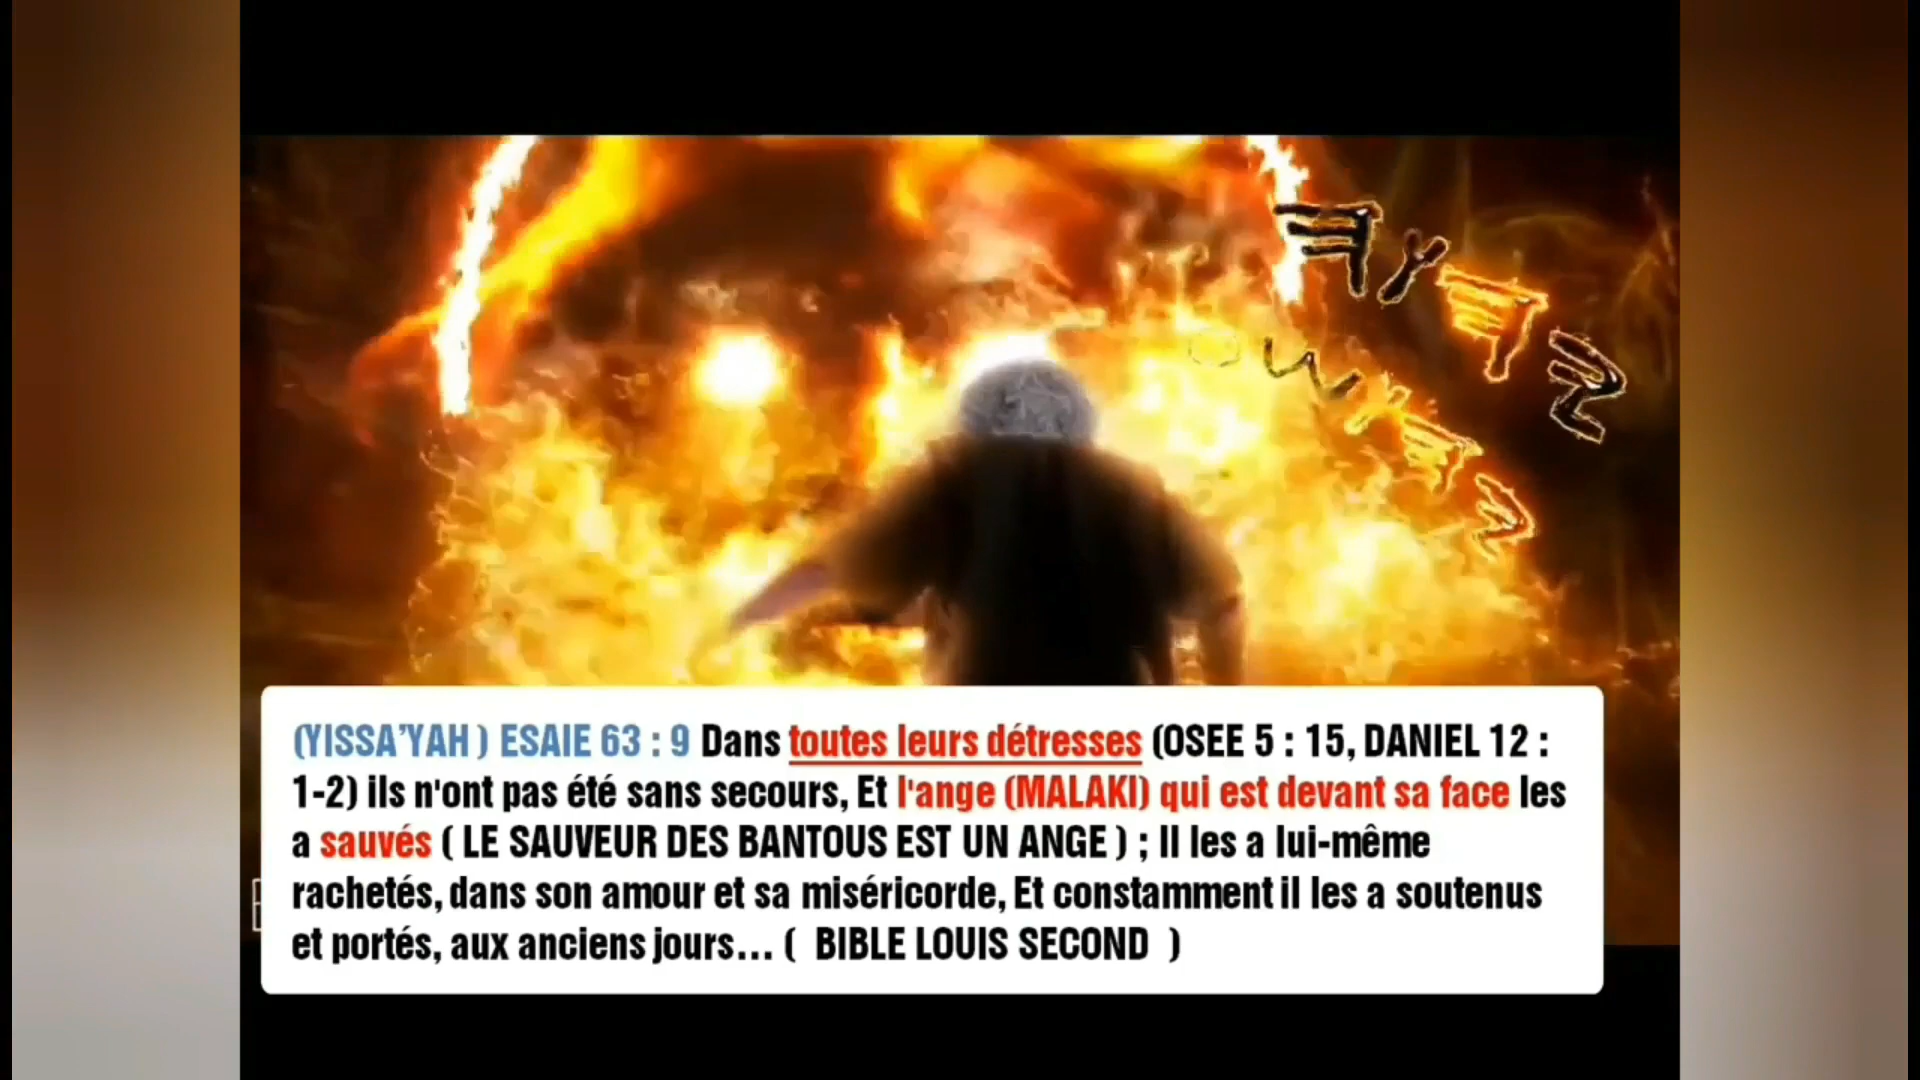 𐤉𐤄𐤅𐤄
𐤉𐤄𐤅𐤔𐤏
(YISSA'YAH ) ESAIE 63 : 9 Dans toutes leurs détresses (OSEE 5 : 15, DANIEL 12 :
1-2) ils n'ont pas été sans secours, Et l'ange (MALAKI) qui est devant sa face les
a sauvés ( LE SAUVEUR DES BANTOUS EST UN ANGE ) ; Il les a lui-même
rachetés, dans son amour et sa miséricorde, Et constamment il les a soutenus
et portés, aux anciens jours... ( BIBLE LOUIS SECOND )